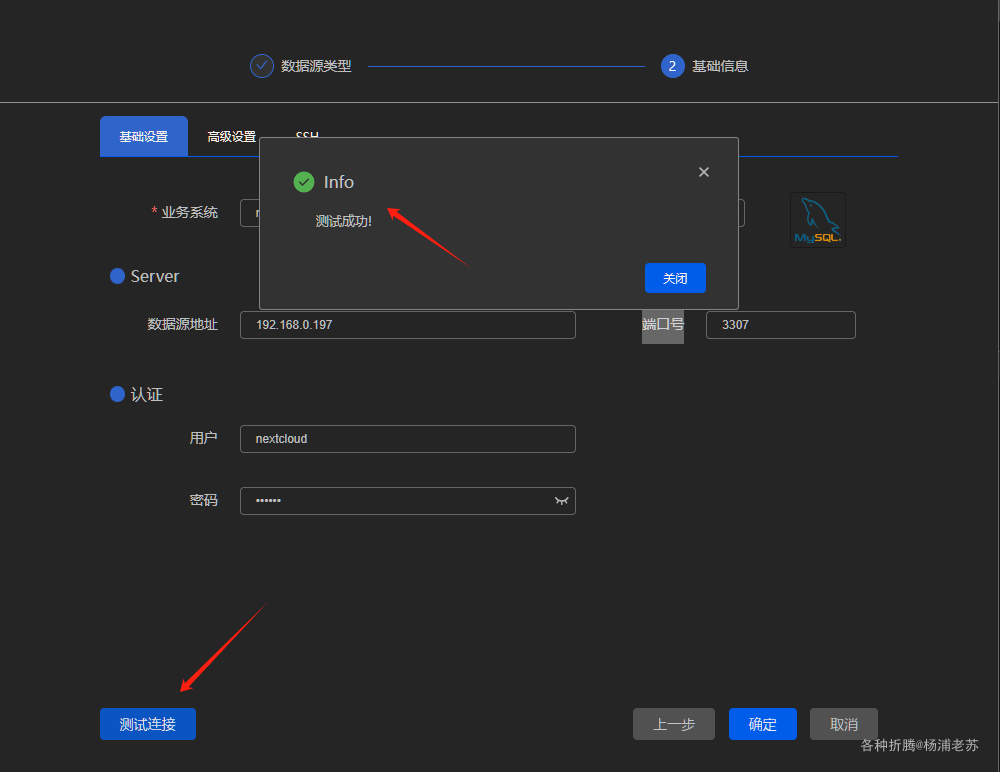 数据源类型
2 基础信息
基础设置 高级设置 SSH
Info
测试成功!
关闭
* 业务系统
MySQL.
Server
数据源地址 192.168.0.197 端口号 3307
认证
用户 nextcloud
密码 ••••••
测试连接 上一步 确定 取消
各种折腾@杨浦老苏